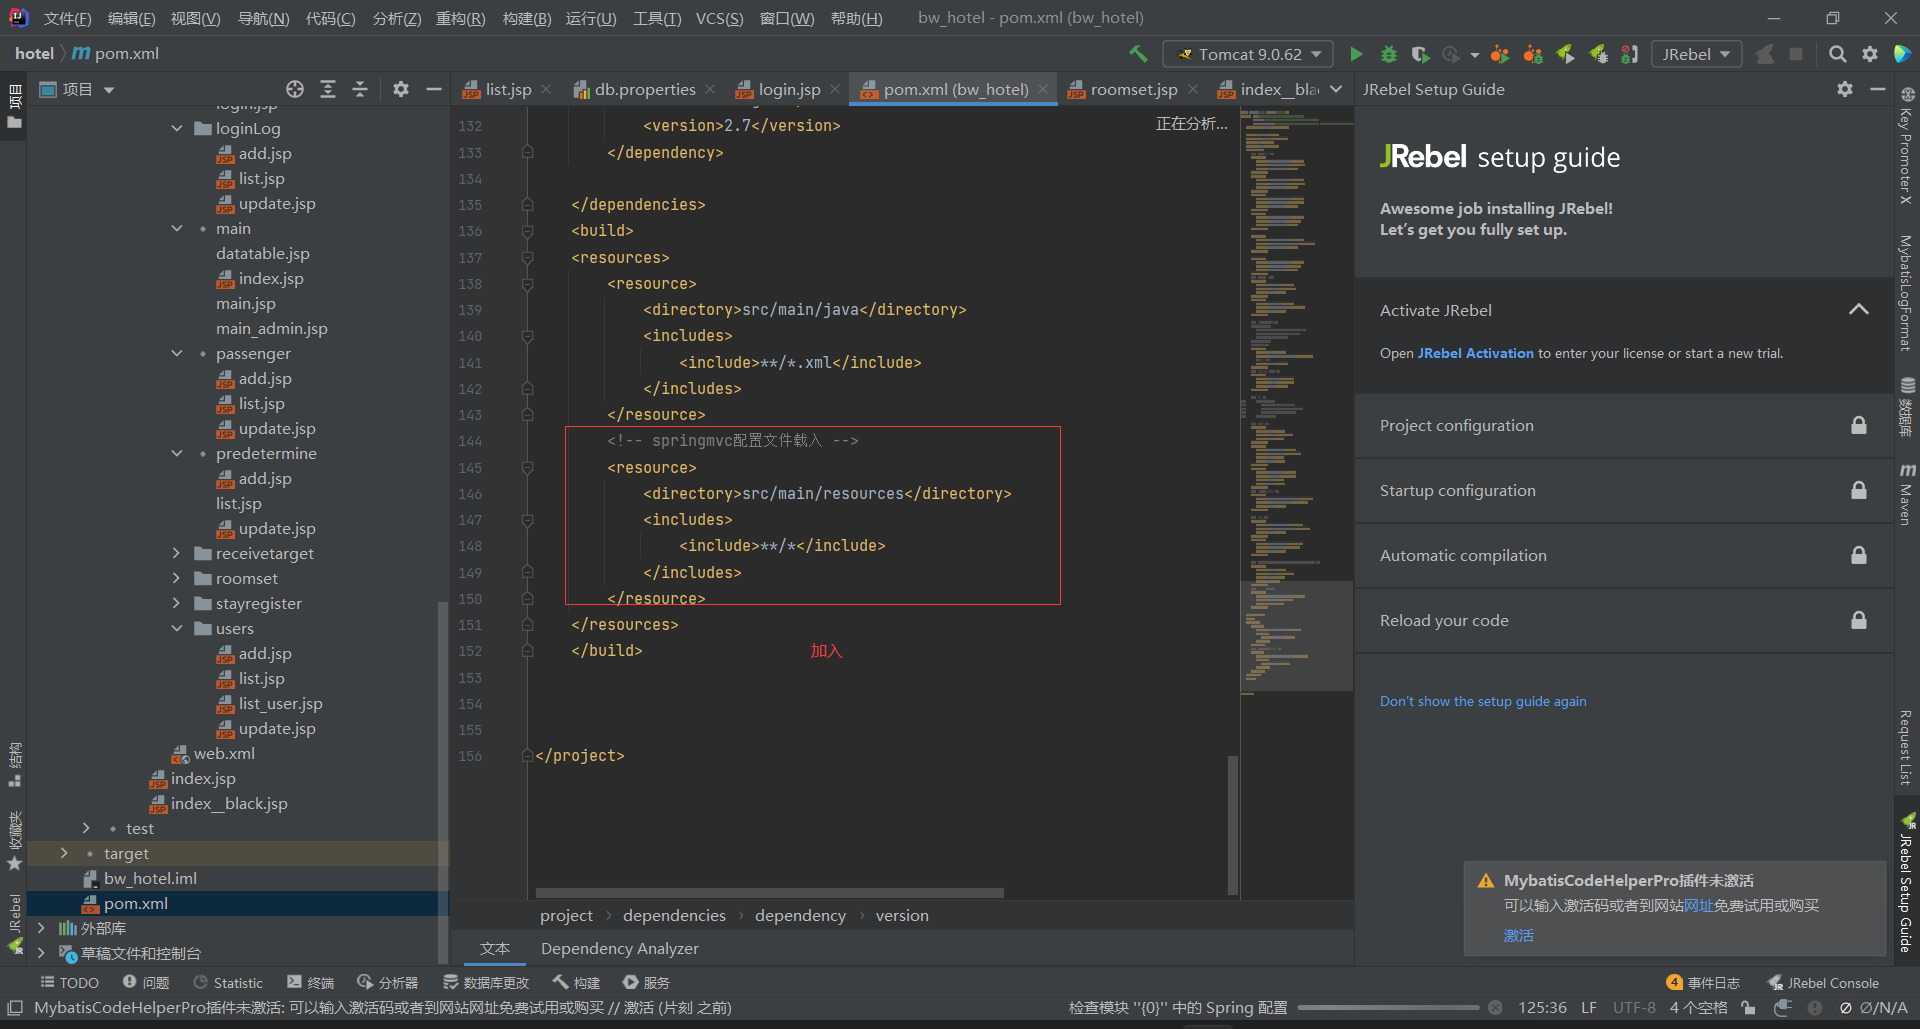 文件(F) 编辑(E) 视图(V) 导航(N) 代码(C) 分析(Z) 重构(R) 构建(B) 运行(U) 工具(T) VCS(S) 窗口(W) 帮助(H) bw_hotel - pom.xml (bw_hotel)
hotel pom.xml Tomcat 9.0.62 JRebel
项目
项目
list.jsp db.properties login.jsp pom.xml (bw_hotel) roomset.jsp index__bla
loginLog
add.jsp
list.jsp
update.jsp
main
datatable.jsp
index.jsp
main.jsp
main_admin.jsp
passenger
add.jsp
list.jsp
update.jsp
predetermine
add.jsp
list.jsp
update.jsp
receivetarget
roomset
stayregister
users
add.jsp
list.jsp
list_user.jsp
update.jsp
web.xml
index.jsp
index__black.jsp
test
target
bw_hotel.iml
pom.xml
外部库
草稿文件和控制台
结构
收藏夹
JRebel
正在分析...
132 <version>2.7</version>
133 </dependency>
134
135 </dependencies>
136 <build>
137 <resources>
138 <resource>
139 <directory>src/main/java</directory>
140 <includes>
141 <include>**/*.xml</include>
142 </includes>
143 </resource>
144 <!-- springmvc配置文件载入 -->
145 <resource>
146 <directory>src/main/resources</directory>
147 <includes>
148 <include>**/*</include>
149 </includes>
150 </resource>
151 </resources>
152 </build>
加入
153
154
155
156 </project>
project dependencies dependency version
文本 Dependency Analyzer
JRebel Setup Guide
JRebel setup guide
Awesome job installing JRebel!
Let's get you fully set up.
Activate JRebel
Open JRebel Activation to enter your license or start a new trial.
Project configuration
Startup configuration
Automatic compilation
Reload your code
Don't show the setup guide again
MybatisCodeHelperPro插件未激活
可以输入激活码或者到网站网址免费试用或购买
激活
Key Promoter X
MybatisLogFormat
数据库
Maven
Request List
JRebel Setup Guide
TODO 问题 Statistic 终端 分析器 数据库更改 构建 服务 4 事件日志 JRebel Console
MybatisCodeHelperPro插件未激活: 可以输入激活码或者到网站网址免费试用或购买 // 激活 (片刻 之前) 检查模块 ''{0}'' 中的 Spring 配置 125:36 LF UTF-8 4 个空格 ∅/N/A